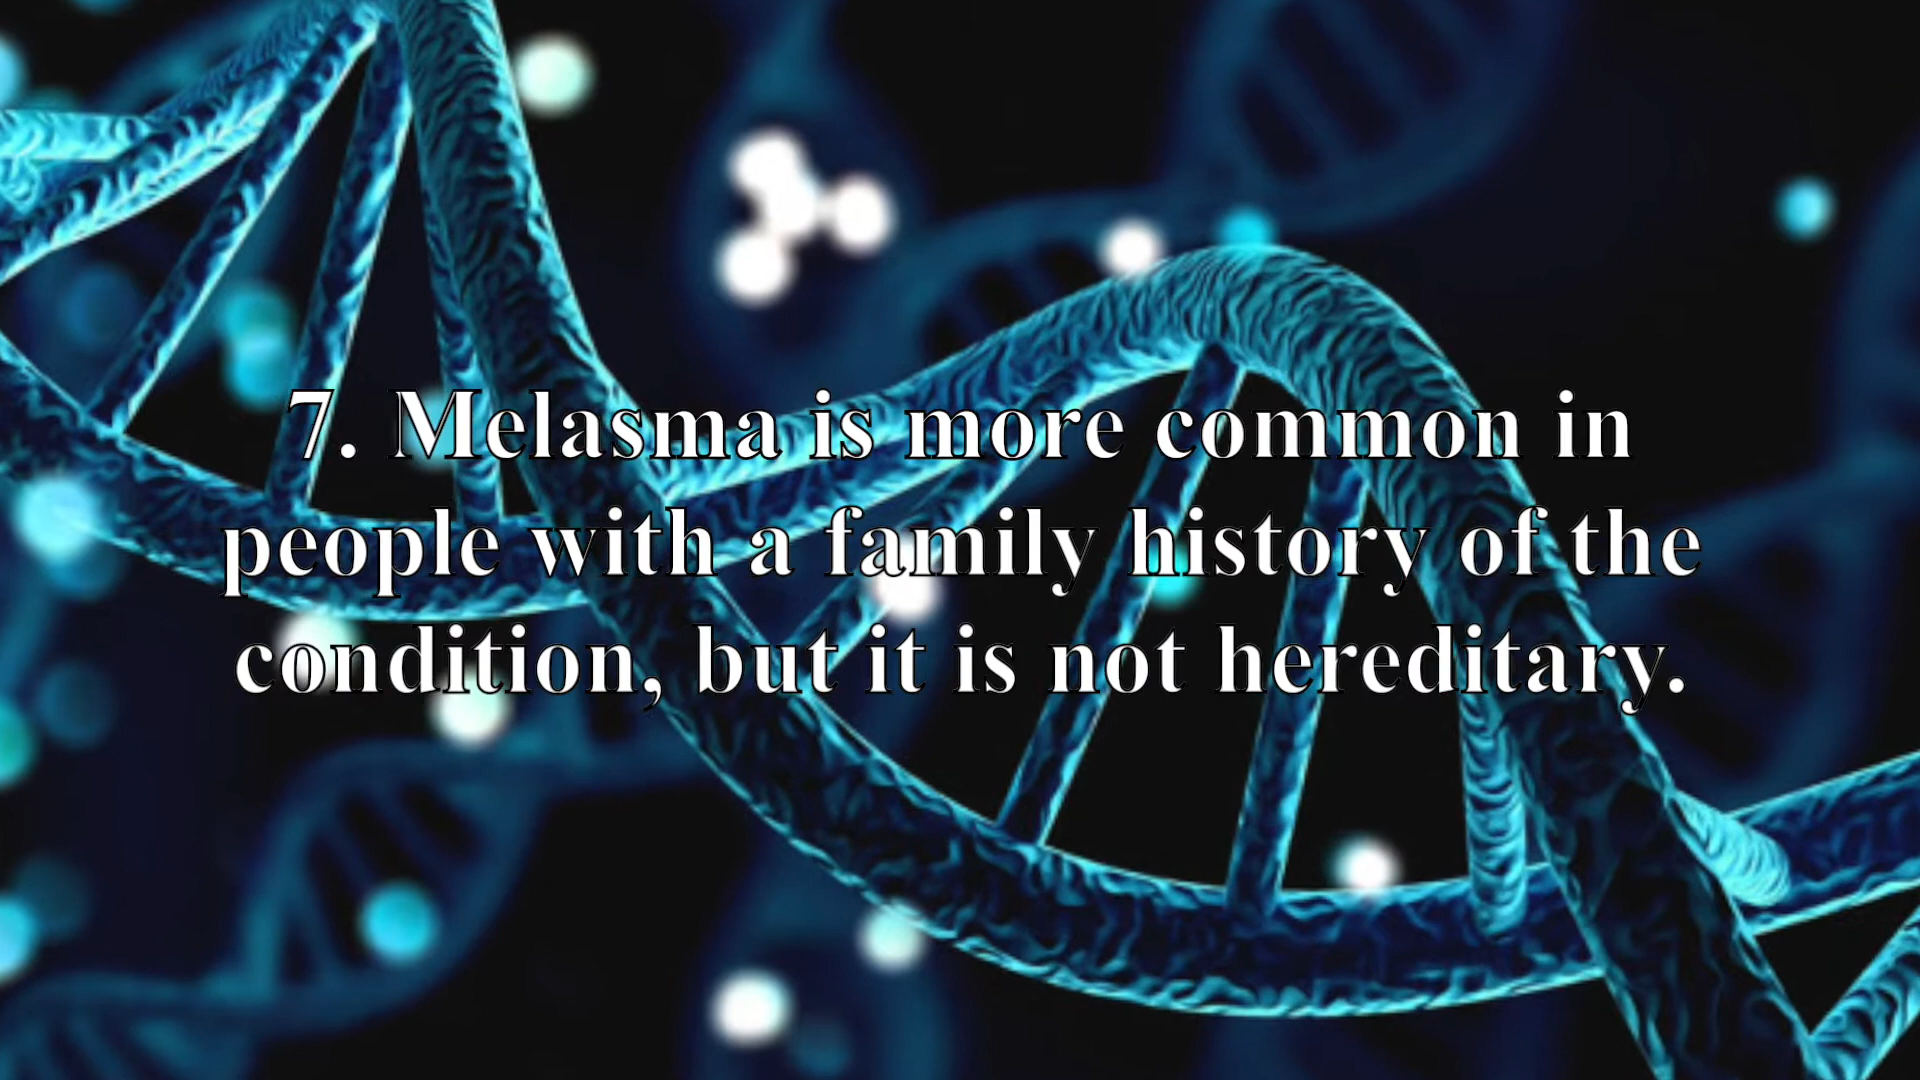 7. Melasma is more common in
people with a family history of the
condition, but it is not hereditary.